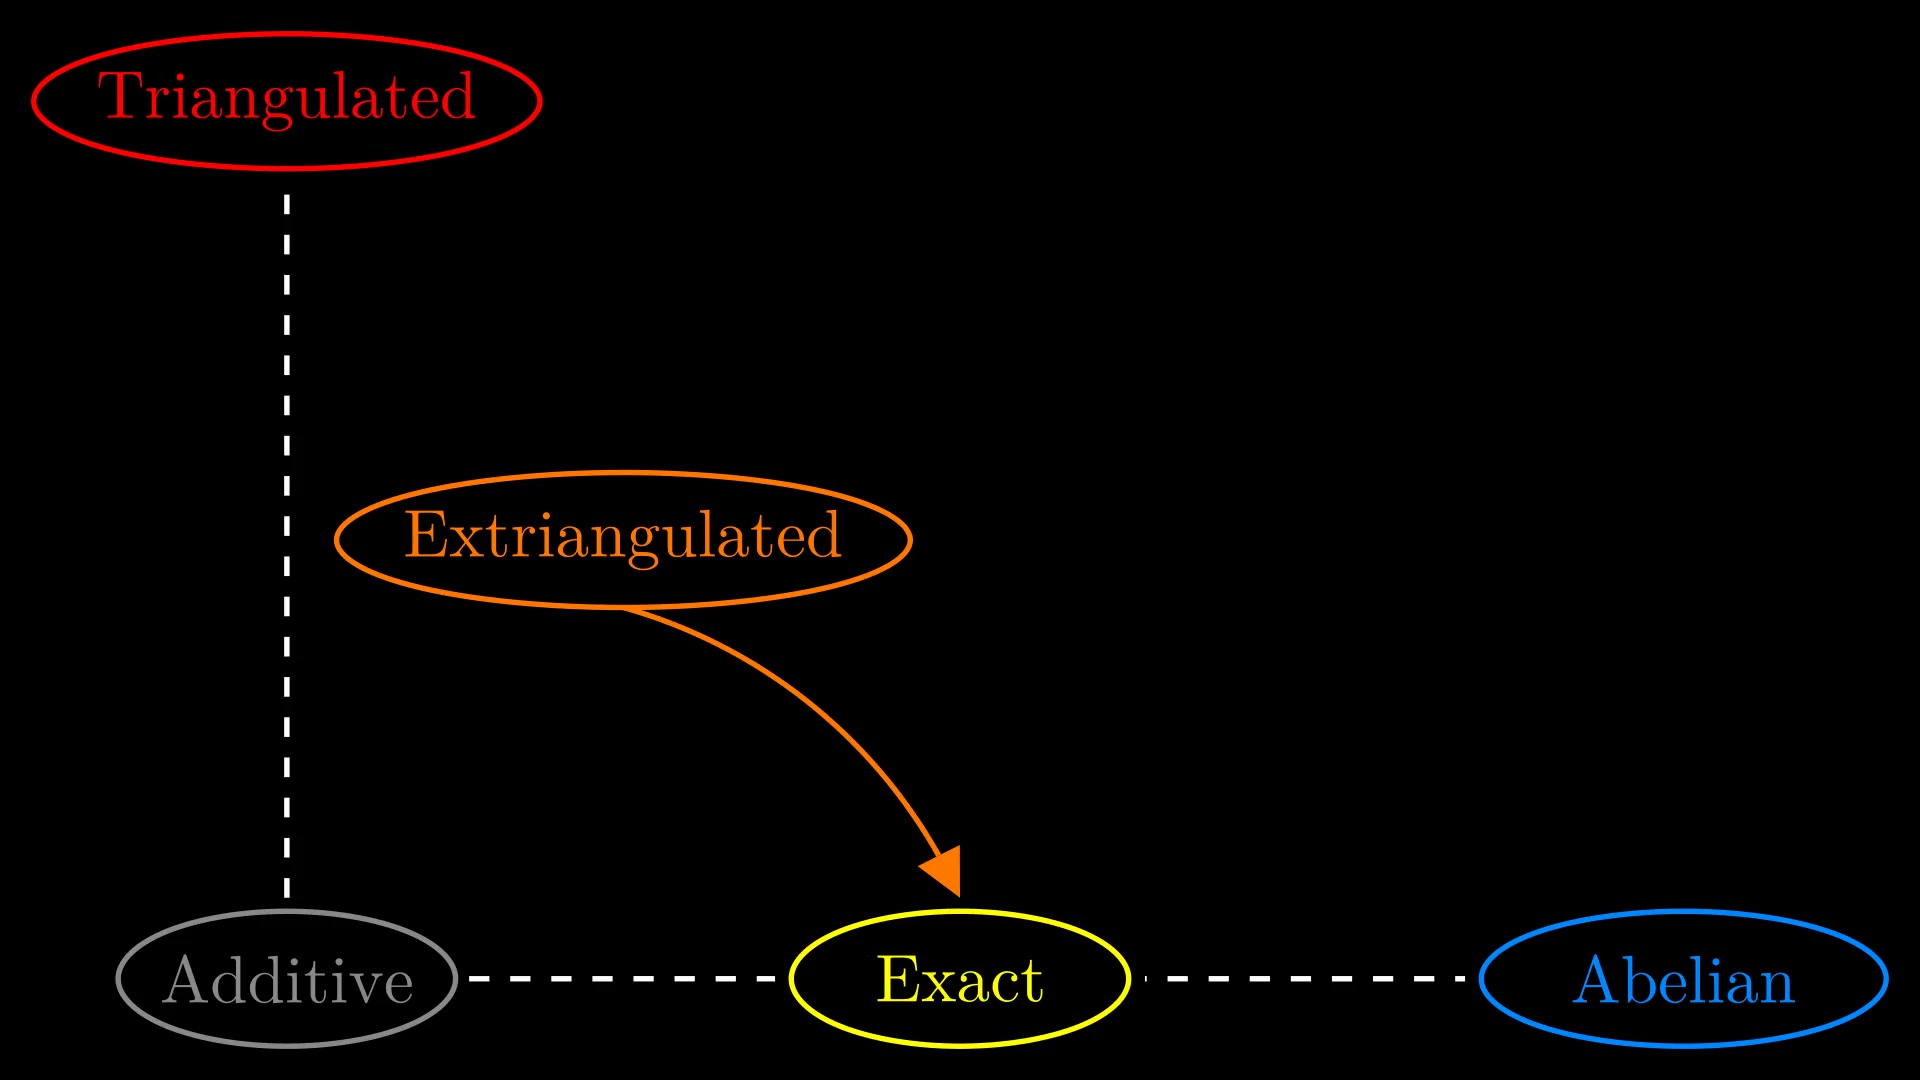 Triangulated
Extriangulated
Additive
Exact
Abelian